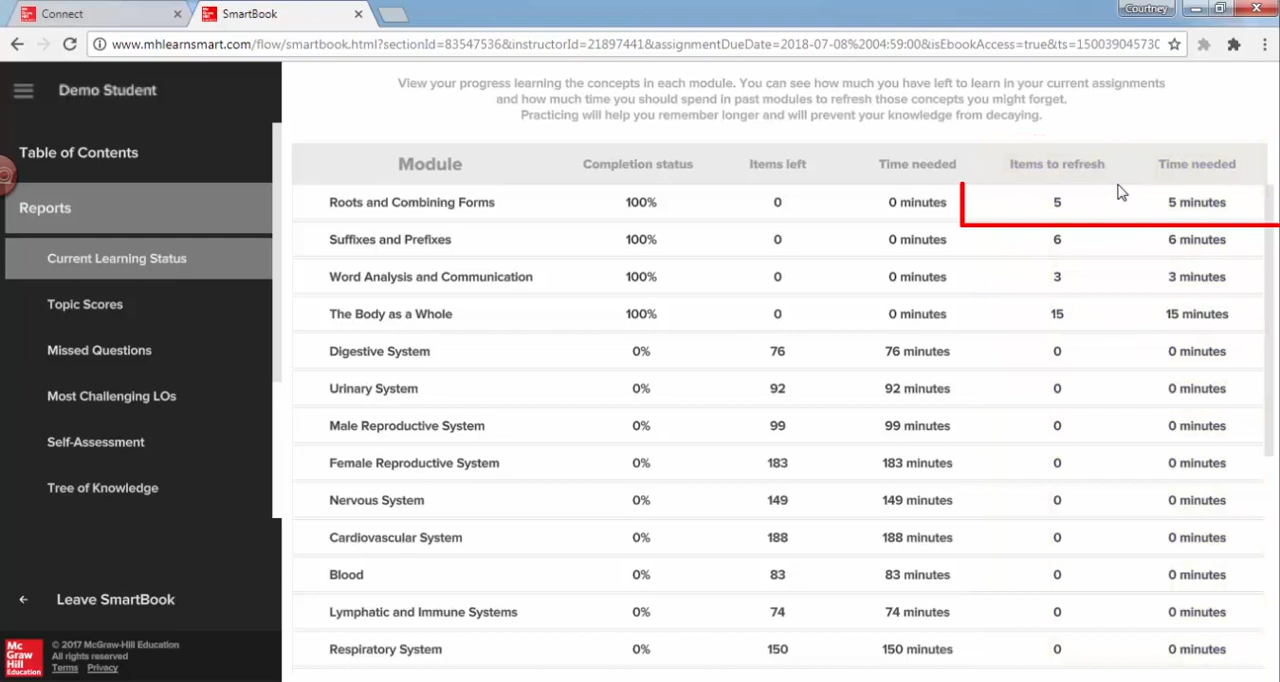 Connect
SmartBook
Courtney
www.mhlearnsmart.com/flow/smartbook.html?sectionId=83547536&instructorId=21897441&assignmentDueDate=2018-07-08%2004:59:00&isEbookAccess=true&ts=150039045730
Demo Student
Table of Contents
Reports
Current Learning Status
Topic Scores
Missed Questions
Most Challenging LOs
Self-Assessment
Tree of Knowledge
Leave SmartBook
Mc
Graw
Hill
Education
© 2017 McGraw-Hill Education
All rights reserved
Terms Privacy
View your progress learning the concepts in each module. You can see how much you have left to learn in your current assignments
and how much time you should spend in past modules to refresh those concepts you might forget.
Practicing will help you remember longer and will prevent your knowledge from decaying.
Module Completion status Items left Time needed Items to refresh Time needed
Roots and Combining Forms 100% 0 0 minutes 5 5 minutes
Suffixes and Prefixes 100% 0 0 minutes 6 6 minutes
Word Analysis and Communication 100% 0 0 minutes 3 3 minutes
The Body as a Whole 100% 0 0 minutes 15 15 minutes
Digestive System 0% 76 76 minutes 0 0 minutes
Urinary System 0% 92 92 minutes 0 0 minutes
Male Reproductive System 0% 99 99 minutes 0 0 minutes
Female Reproductive System 0% 183 183 minutes 0 0 minutes
Nervous System 0% 149 149 minutes 0 0 minutes
Cardiovascular System 0% 188 188 minutes 0 0 minutes
Blood 0% 83 83 minutes 0 0 minutes
Lymphatic and Immune Systems 0% 74 74 minutes 0 0 minutes
Respiratory System 0% 150 150 minutes 0 0 minutes